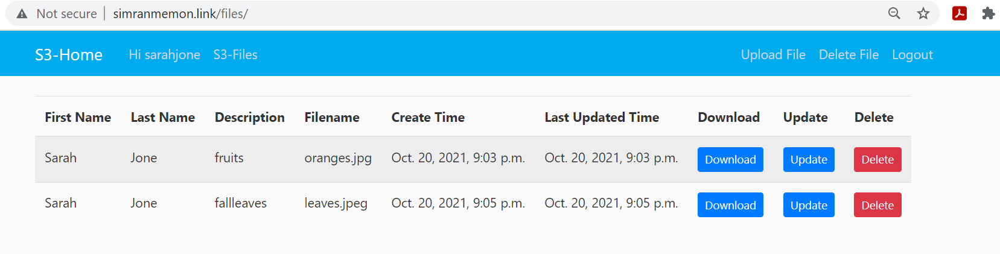 Not secure | simranmemon.link/files/
S3-Home Hi sarahjone S3-Files Upload File Delete File Logout
First Name Last Name Description Filename Create Time Last Updated Time Download Update Delete
Sarah Jone fruits oranges.jpg Oct. 20, 2021, 9:03 p.m. Oct. 20, 2021, 9:03 p.m. Download Update Delete
Sarah Jone fallleaves leaves.jpeg Oct. 20, 2021, 9:05 p.m. Oct. 20, 2021, 9:05 p.m. Download Update Delete